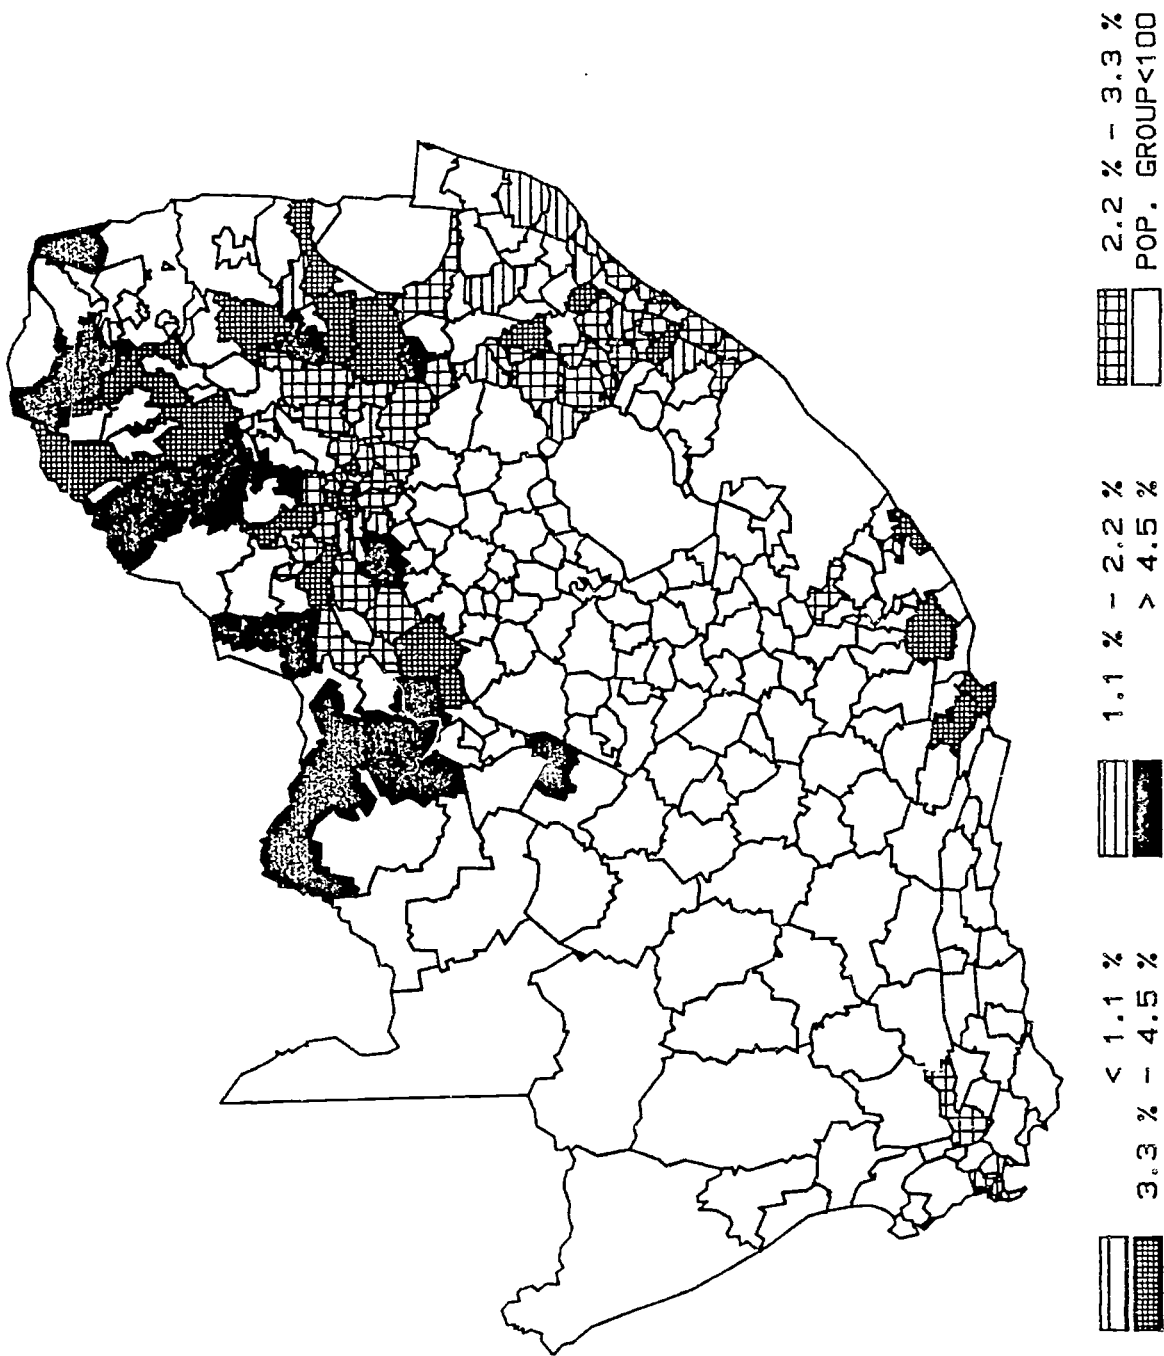 < 1.1 % 1.1 % - 2.2 % 2.2 % - 3.3 %
3.3 % - 4.5 % > 4.5 % POP. GROUP<100